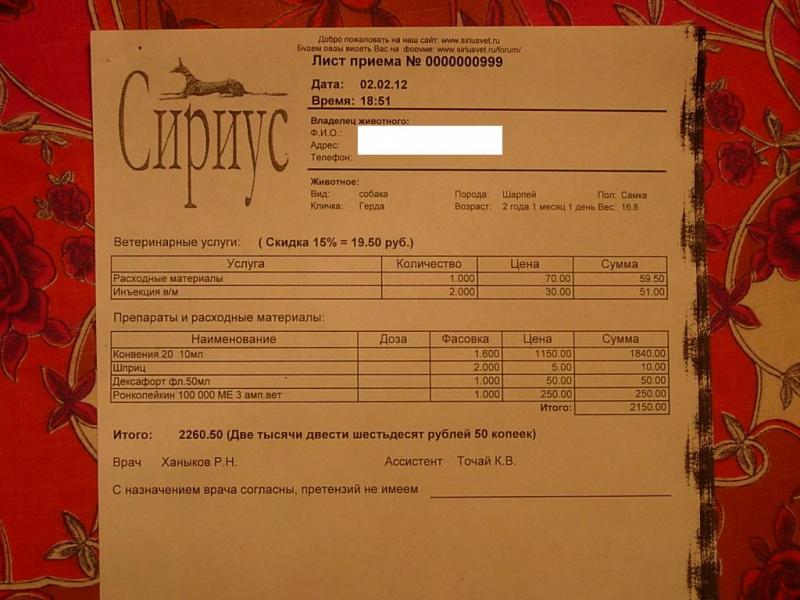 Добро пожаловать на наш сайт: www.siriusvet.ru
Будем рады видеть Вас на форуме: www.siriusvet.ru/forum/
Сириус
Лист приема № 0000000999
Дата: 02.02.12
Время: 18:51
Владелец животного:
Ф.И.О.:
Адрес:
Телефон:
Животное:
Вид: собака Порода: Шарпей Пол: Самка
Кличка: Герда Возраст: 2 года 1 месяц 1 день Вес: 16.8
Ветеринарные услуги: ( Скидка 15% = 19.50 руб.)
Услуга Количество Цена Сумма
Расходные материалы 1.000 70.00 59.50
Инъекция в/м 2.000 30.00 51.00
Препараты и расходные материалы:
Наименование Доза Фасовка Цена Сумма
Конвения 20 10мл 1.600 1150.00 1840.00
Шприц 2.000 5.00 10.00
Дексафорт фл.50мл 1.000 50.00 50.00
Ронколейкин 100 000 МЕ 3 амп.вет 1.000 250.00 250.00
Итого: 2150.00
Итого: 2260.50 (Две тысячи двести шестьдесят рублей 50 копеек)
Врач Ханыков Р.Н. Ассистент Точай К.В.
С назначением врача согласны, претензий не имеем